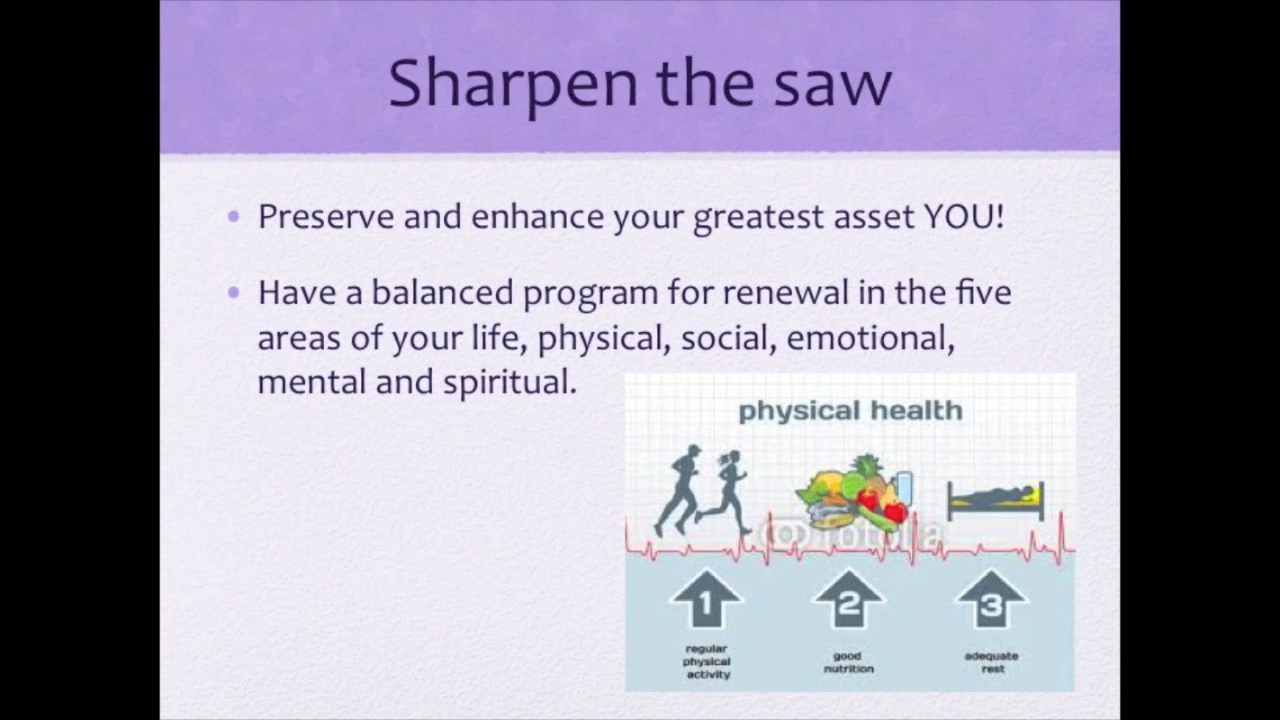 Sharpen the saw
• Preserve and enhance your greatest asset YOU!
• Have a balanced program for renewal in the five
areas of your life, physical, social, emotional,
mental and spiritual.
physical health
fotolia
1
2
3
regular
physical
activity
good
nutrition
adequate
rest